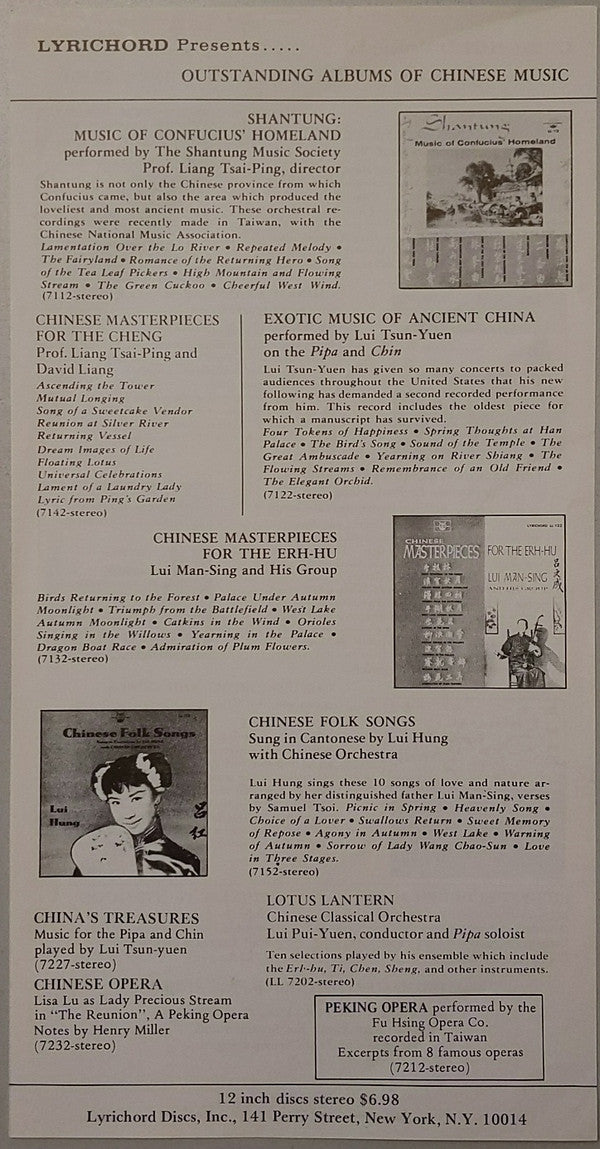 LYRICHORD Presents.....
OUTSTANDING ALBUMS OF CHINESE MUSIC
SHANTUNG:
MUSIC OF CONFUCIUS' HOMELAND
performed by The Shantung Music Society
Prof. Liang Tsai-Ping, director
Shantung is not only the Chinese province from which
Confucius came, but also the area which produced the
loveliest and most ancient music. These orchestral re-
cordings were recently made in Taiwan, with the
Chinese National Music Association.
Lamentation Over the Lo River • Repeated Melody •
The Fairyland • Romance of the Returning Hero • Song
of the Tea Leaf Pickers • High Mountain and Flowing
Stream • The Green Cuckoo • Cheerful West Wind.
(7112-stereo)
Shantung
Music of Confucius' Homeland
CHINESE MASTERPIECES
FOR THE CHENG
Prof. Liang Tsai-Ping and
David Liang
Ascending the Tower
Mutual Longing
Song of a Sweetcake Vendor
Reunion at Silver River
Returning Vessel
Dream Images of Life
Floating Lotus
Universal Celebrations
Lament of a Laundry Lady
Lyric from Ping's Garden
(7142-stereo)
EXOTIC MUSIC OF ANCIENT CHINA
performed by Lui Tsun-Yuen
on the Pipa and Chin
Lui Tsun-Yuen has given so many concerts to packed
audiences throughout the United States that his new
following has demanded a second recorded performance
from him. This record includes the oldest piece for
which a manuscript has survived.
Four Tokens of Happiness • Spring Thoughts at Han
Palace • The Bird's Song • Sound of the Temple • The
Great Ambuscade • Yearning on River Shiang • The
Flowing Streams • Remembrance of an Old Friend •
The Elegant Orchid.
(7122-stereo)
CHINESE MASTERPIECES
FOR THE ERH-HU
Lui Man-Sing and His Group
Birds Returning to the Forest • Palace Under Autumn
Moonlight • Triumph from the Battlefield • West Lake
Autumn Moonlight • Catkins in the Wind • Orioles
Singing in the Willows • Yearning in the Palace •
Dragon Boat Race • Admiration of Plum Flowers.
(7132-stereo)
CHINESE
MASTERPIECES FOR THE ERH-HU
LUI MAN-SING
AND HIS GROUP
Chinese Folk Songs
Lui
Hung
呂紅
CHINESE FOLK SONGS
Sung in Cantonese by Lui Hung
with Chinese Orchestra
Lui Hung sings these 10 songs of love and nature ar-
ranged by her distinguished father Lui Man-Sing, verses
by Samuel Tsoi. Picnic in Spring • Heavenly Song •
Choice of a Lover • Swallows Return • Sweet Memory
of Repose • Agony in Autumn • West Lake • Warning
of Autumn • Sorrow of Lady Wang Chao-Sun • Love
in Three Stages.
(7152-stereo)
CHINA'S TREASURES
Music for the Pipa and Chin
played by Lui Tsun-yuen
(7227-stereo)
CHINESE OPERA
Lisa Lu as Lady Precious Stream
in "The Reunion", A Peking Opera
Notes by Henry Miller
(7232-stereo)
LOTUS LANTERN
Chinese Classical Orchestra
Lui Pui-Yuen, conductor and Pipa soloist
Ten selections played by his ensemble which include
the Erh-hu, Ti, Chen, Sheng, and other instruments.
(LL 7202-stereo)
PEKING OPERA performed by the
Fu Hsing Opera Co.
recorded in Taiwan
Excerpts from 8 famous operas
(7212-stereo)
12 inch discs stereo $6.98
Lyrichord Discs, Inc., 141 Perry Street, New York, N.Y. 10014